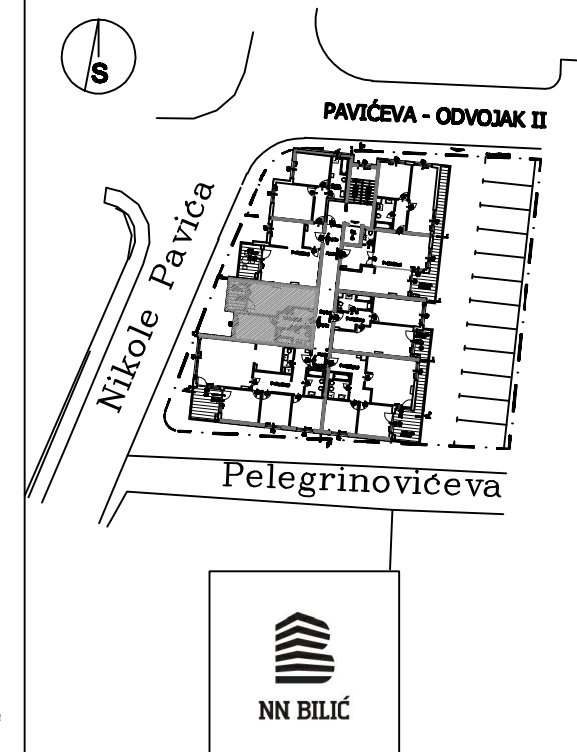 S
PAVIĆEVA - ODVOJAK II
Nikole Pavića
Pelegrinovićeva
NN BILIĆ